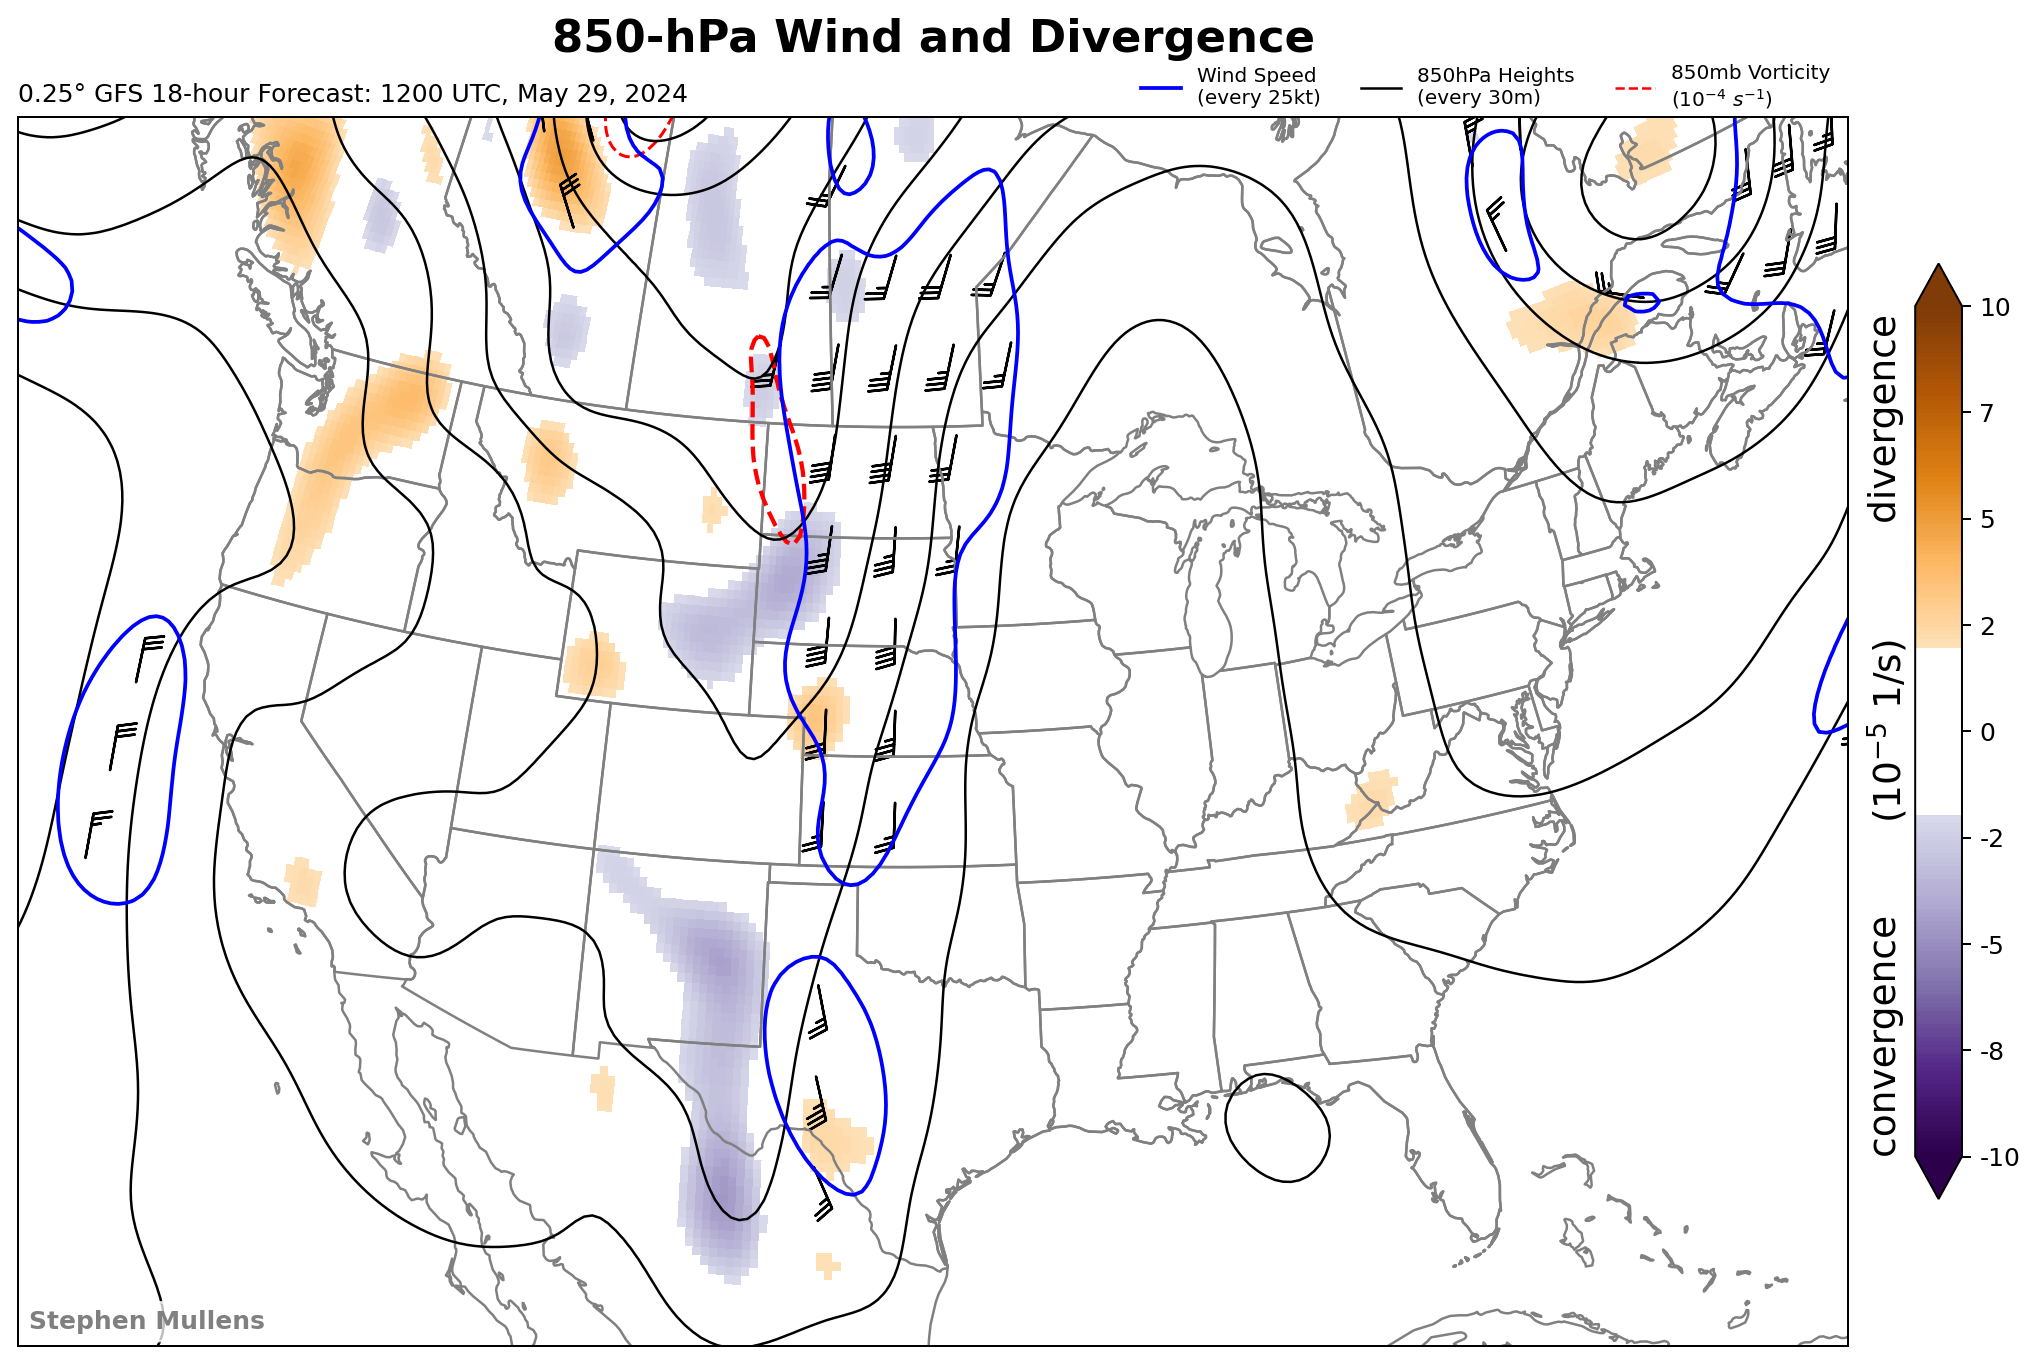 850-hPa Wind and Divergence
0.25° GFS 18-hour Forecast: 1200 UTC, May 29, 2024
Wind Speed
(every 25kt)
850hPa Heights
(every 30m)
850mb Vorticity
(10⁻⁴ s⁻¹)
10
7
5
2
0
-2
-5
-8
-10
convergence (10⁻⁵ 1/s) divergence
Stephen Mullens